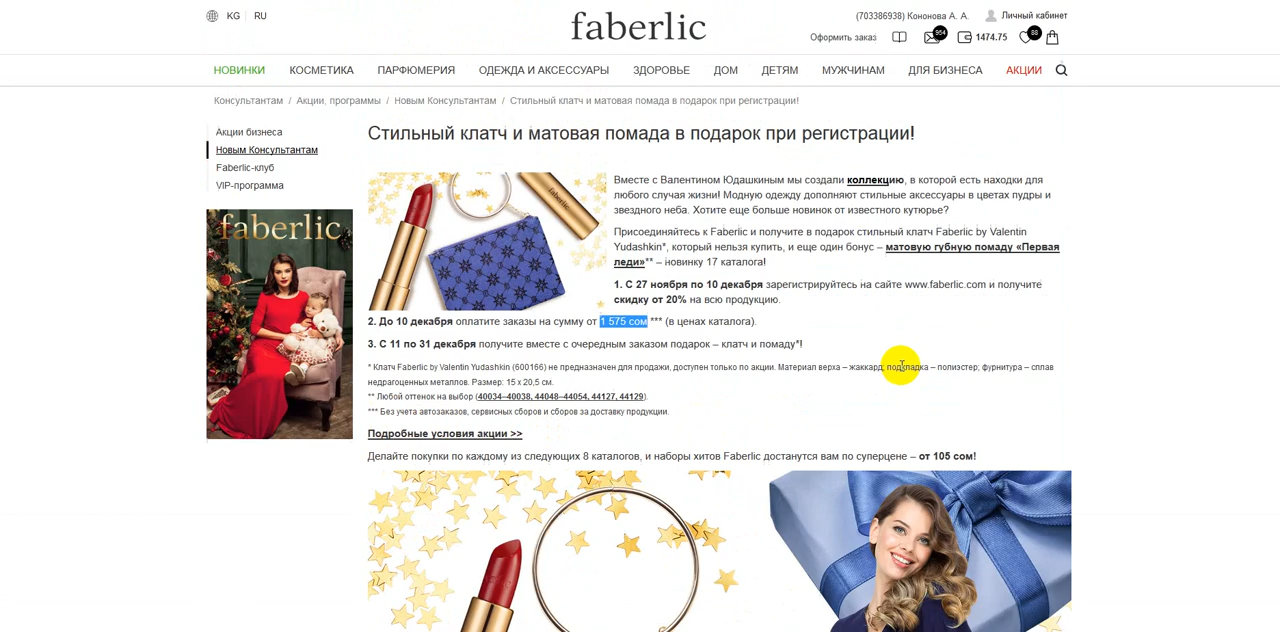 KG RU
faberlic
(703386938) Кононова А. А. Личный кабинет
Оформить заказ 954 1474.75 88
НОВИНКИ КОСМЕТИКА ПАРФЮМЕРИЯ ОДЕЖДА И АКСЕССУАРЫ ЗДОРОВЬЕ ДОМ ДЕТЯМ МУЖЧИНАМ ДЛЯ БИЗНЕСА АКЦИИ
Консультантам / Акции, программы / Новым Консультантам / Стильный клатч и матовая помада в подарок при регистрации!
Акции бизнеса
Новым Консультантам
Faberlic-клуб
VIP-программа
faberlic
Стильный клатч и матовая помада в подарок при регистрации!
Вместе с Валентином Юдашкиным мы создали коллекцию, в которой есть находки для
любого случая жизни! Модную одежду дополняют стильные аксессуары в цветах пудры и
звездного неба. Хотите еще больше новинок от известного кутюрье?
Присоединяйтесь к Faberlic и получите в подарок стильный клатч Faberlic by Valentin
Yudashkin*, который нельзя купить, и еще один бонус – матовую губную помаду «Первая
леди»** – новинку 17 каталога!
1. С 27 ноября по 10 декабря зарегистрируйтесь на сайте www.faberlic.com и получите
скидку от 20% на всю продукцию.
2. До 10 декабря оплатите заказы на сумму от 1 575 сом *** (в ценах каталога).
3. С 11 по 31 декабря получите вместе с очередным заказом подарок – клатч и помаду*!
* Клатч Faberlic by Valentin Yudashkin (600166) не предназначен для продажи, доступен только по акции. Материал верха – жаккард; подкладка – полиэстер; фурнитура – сплав
недрагоценных металлов. Размер: 15 х 20,5 см.
** Любой оттенок на выбор (40034–40038, 44048–44054, 44127, 44129).
*** Без учета автозаказов, сервисных сборов и сборов за доставку продукции.
Подробные условия акции >>
Делайте покупки по каждому из следующих 8 каталогов, и наборы хитов Faberlic достанутся вам по суперцене – от 105 сом!